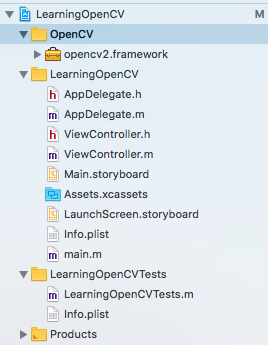 LearningOpenCV M
OpenCV
opencv2.framework
LearningOpenCV
h AppDelegate.h
m AppDelegate.m
h ViewController.h
m ViewController.m
Main.storyboard
Assets.xcassets
LaunchScreen.storyboard
Info.plist
m main.m
LearningOpenCVTests
m LearningOpenCVTests.m
Info.plist
Products